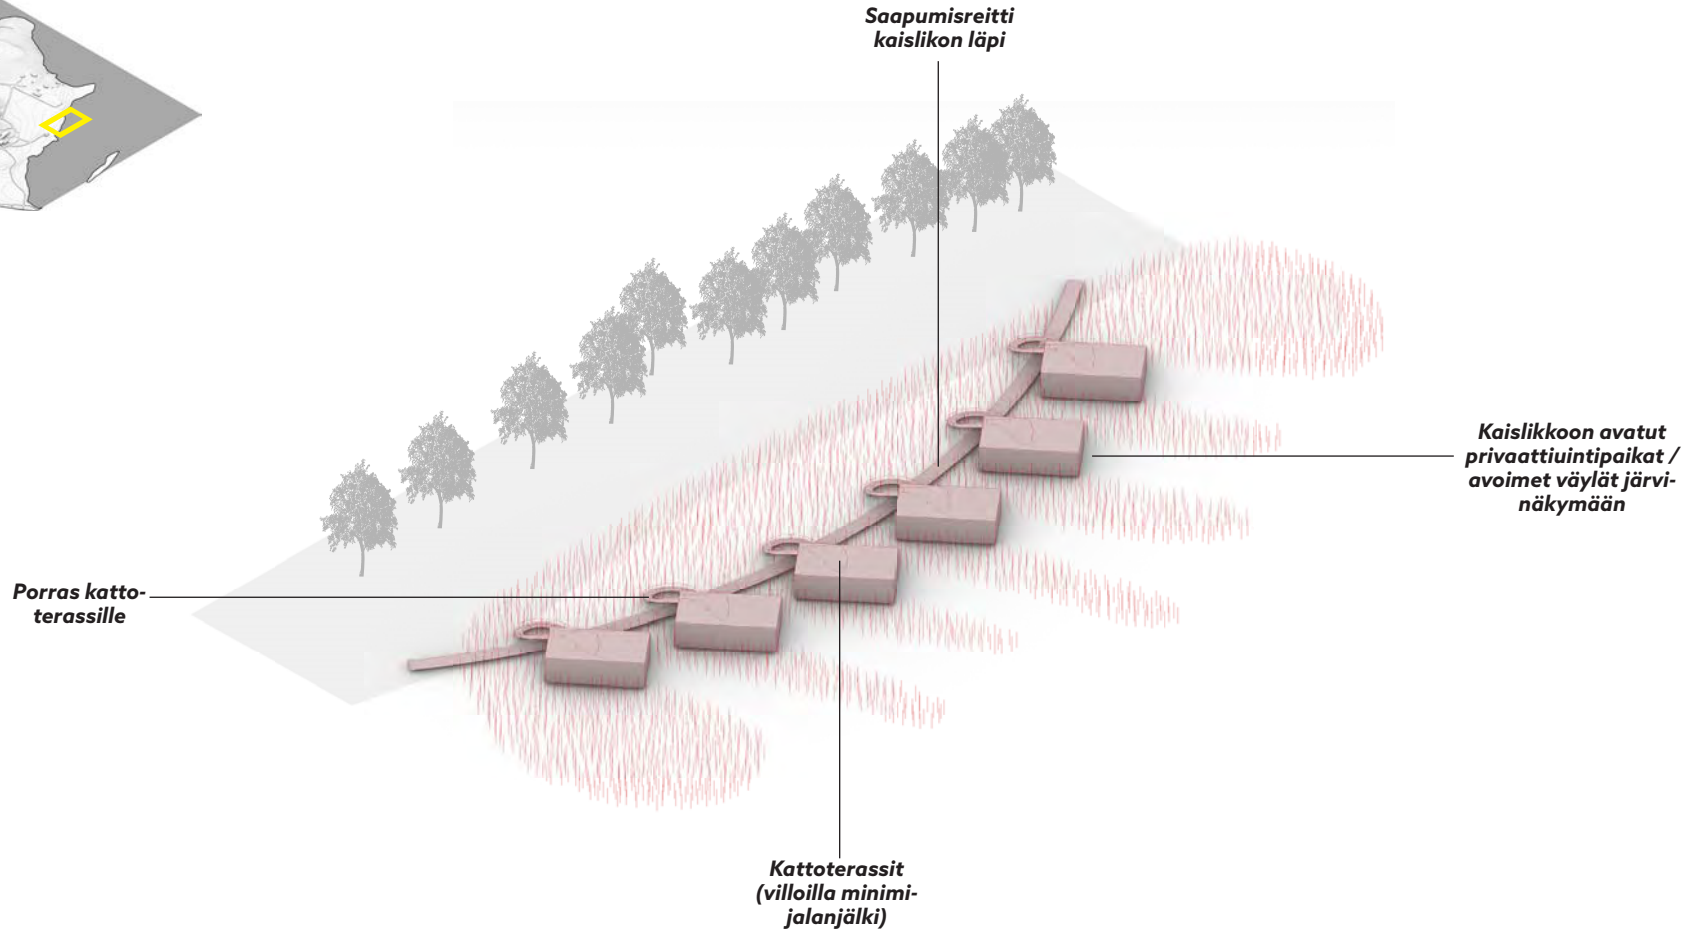 Saapumisreitti
kaislikon läpi
Kaislikkoon avatut
privaattiuintipaikat /
avoimet väylät järvi-
näkymään
Porras katto-
terassille
Kattoterassit
(villoilla minimi-
jalanjälki)